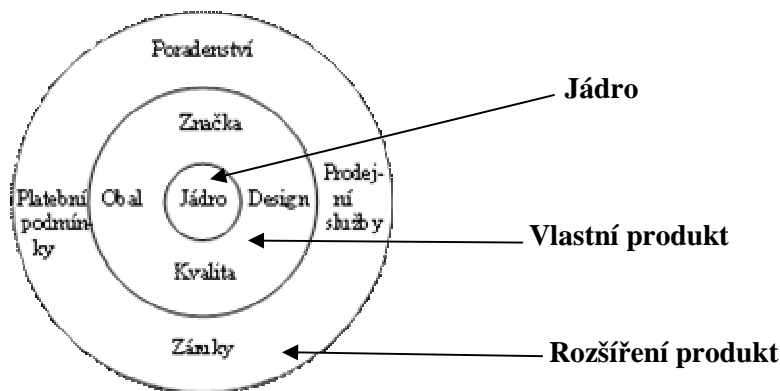 Poradenství
Jádro
Značka
Platební
podmín-
ky
Obal
Jádro
Design
Prodej-
ní
služby
Vlastní produkt
Kvalita
Záruky
Rozšíření produkt